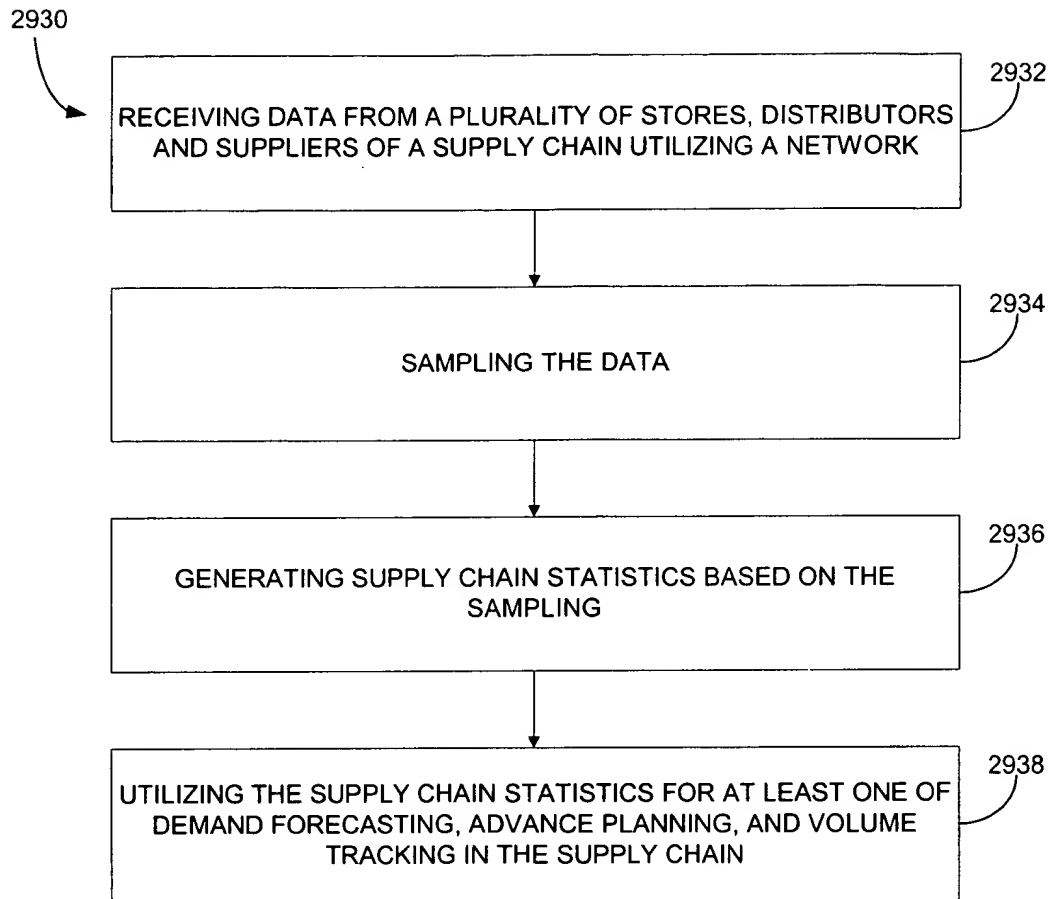 2930
2932
RECEIVING DATA FROM A PLURALITY OF STORES, DISTRIBUTORS
AND SUPPLIERS OF A SUPPLY CHAIN UTILIZING A NETWORK
2934
SAMPLING THE DATA
2936
GENERATING SUPPLY CHAIN STATISTICS BASED ON THE
SAMPLING
2938
UTILIZING THE SUPPLY CHAIN STATISTICS FOR AT LEAST ONE OF
DEMAND FORECASTING, ADVANCE PLANNING, AND VOLUME
TRACKING IN THE SUPPLY CHAIN